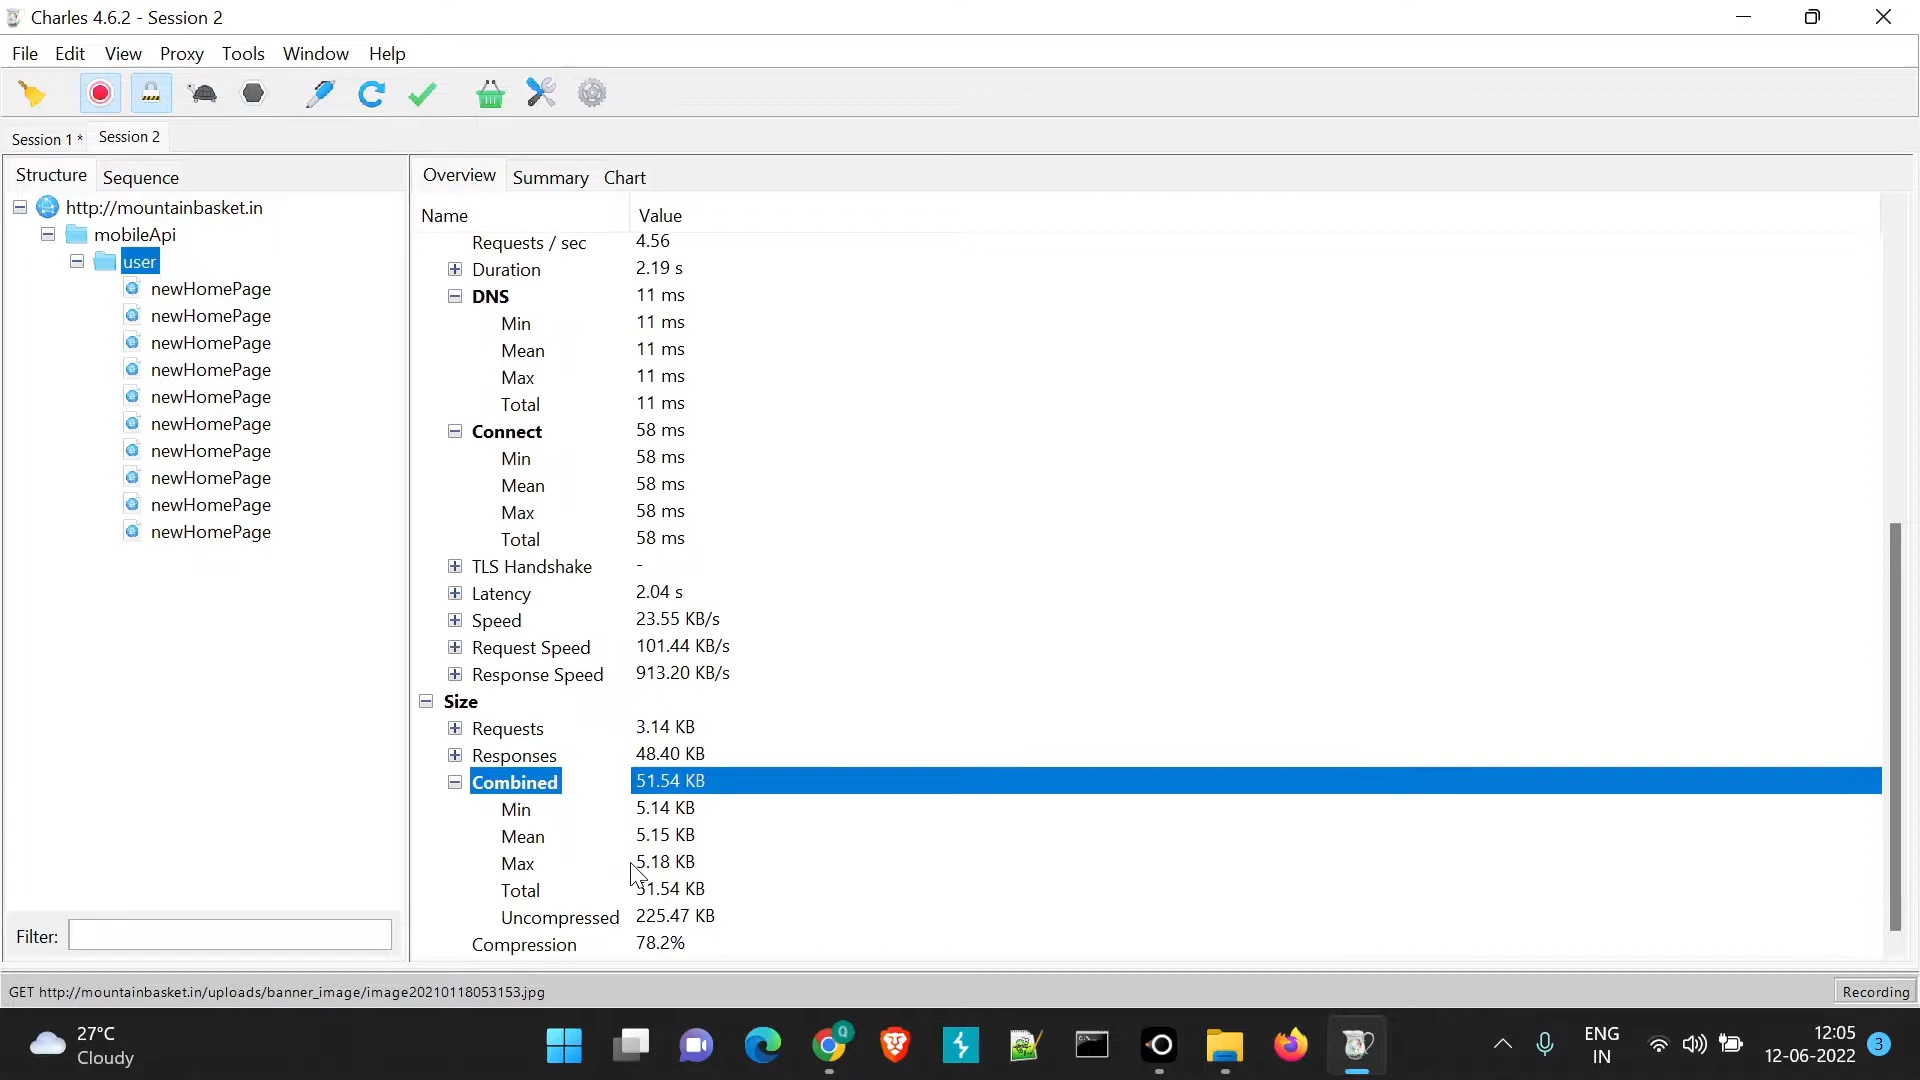 Charles 4.6.2 - Session 2
File Edit View Proxy Tools Window Help
Session 1 * Session 2
Structure Sequence
http://mountainbasket.in
mobileApi
user
newHomePage
newHomePage
newHomePage
newHomePage
newHomePage
newHomePage
newHomePage
newHomePage
newHomePage
newHomePage
Filter:
Overview Summary Chart
Name Value
Requests / sec 4.56
Duration 2.19 s
DNS 11 ms
Min 11 ms
Mean 11 ms
Max 11 ms
Total 11 ms
Connect 58 ms
Min 58 ms
Mean 58 ms
Max 58 ms
Total 58 ms
TLS Handshake -
Latency 2.04 s
Speed 23.55 KB/s
Request Speed 101.44 KB/s
Response Speed 913.20 KB/s
Size
Requests 3.14 KB
Responses 48.40 KB
Combined 51.54 KB
Min 5.14 KB
Mean 5.15 KB
Max 5.18 KB
Total 51.54 KB
Uncompressed 225.47 KB
Compression 78.2%
GET http://mountainbasket.in/uploads/banner_image/image20210118053153.jpg Recording
27°C
Cloudy
Q
ENG
IN
12:05
12-06-2022
3